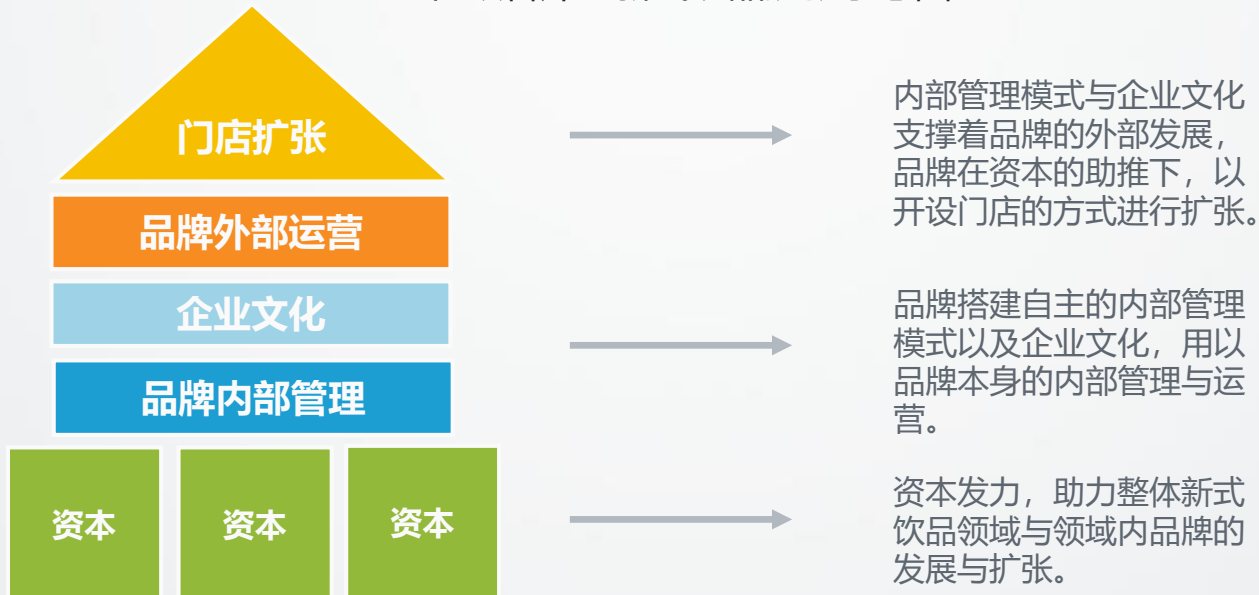 门店扩张
内部管理模式与企业文化
支撑着品牌的外部发展，
品牌在资本的助推下，以
开设门店的方式进行扩张。
品牌外部运营
企业文化
品牌内部管理
品牌搭建自主的内部管理
模式以及企业文化，用以
品牌本身的内部管理与运
营。
资本
资本
资本
资本发力，助力整体新式
饮品领域与领域内品牌的
发展与扩张。